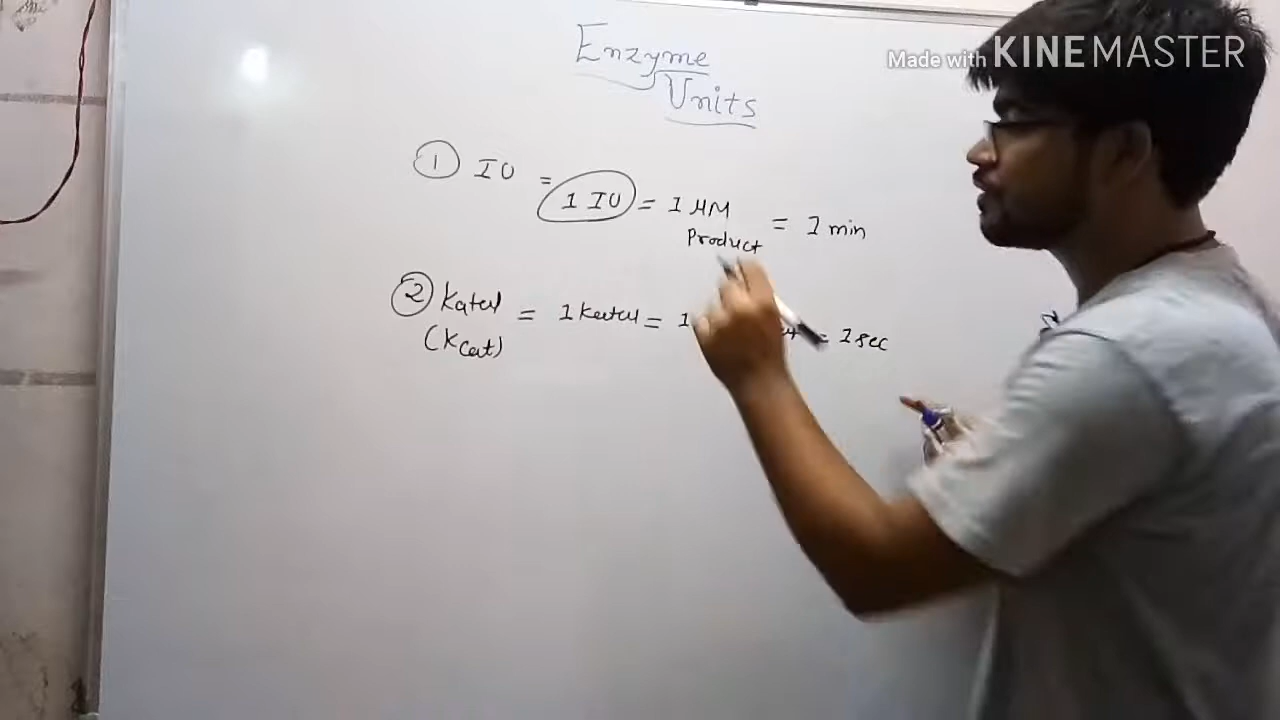 Made with KINEMASTER
Enzyme
Units
① IU = 1 IU = 1 μM = 1 min
Product
② Katal = 1 Katal = 1 = 1 sec
(Kcat)